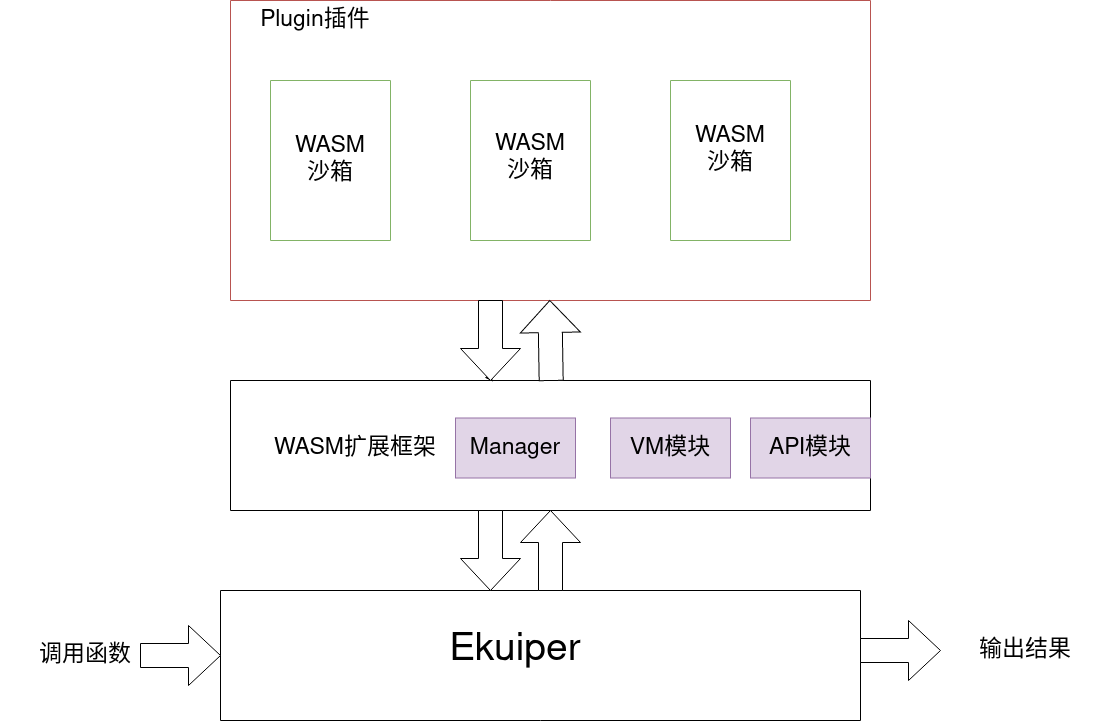 Plugin插件
WASM
沙箱
WASM
沙箱
WASM
沙箱
WASM扩展框架
Manager
VM模块
API模块
调用函数
Ekuiper
输出结果